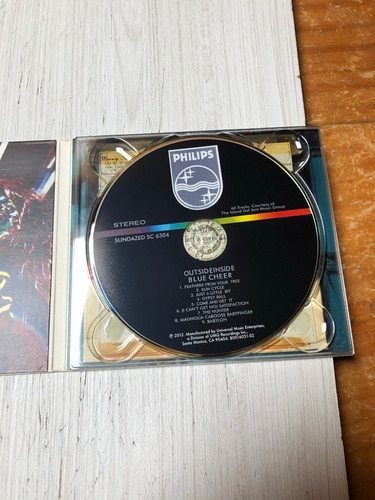 PHILIPS
All Tracks: Courtesy of
The Island Def Jam Music Group
STEREO
SUNDAZED SC 6304
OUTSIDEINSIDE
BLUE CHEER
1. FEATHERS FROM YOUR TREE
2. SUN CYCLE
3. JUST A LITTLE BIT
4. GYPSY BALL
5. COME AND GET IT
6. (I CAN'T GET NO) SATISFACTION
7. THE HUNTER
8. MAGNOLIA CABOOSE BABYFINGER
9. BABYLON
℗ 2012. Manufactured by Universal Music Enterprises,
a Division of UMG Recordings Inc.,
Santa Monica, CA 90404 B0016031-02